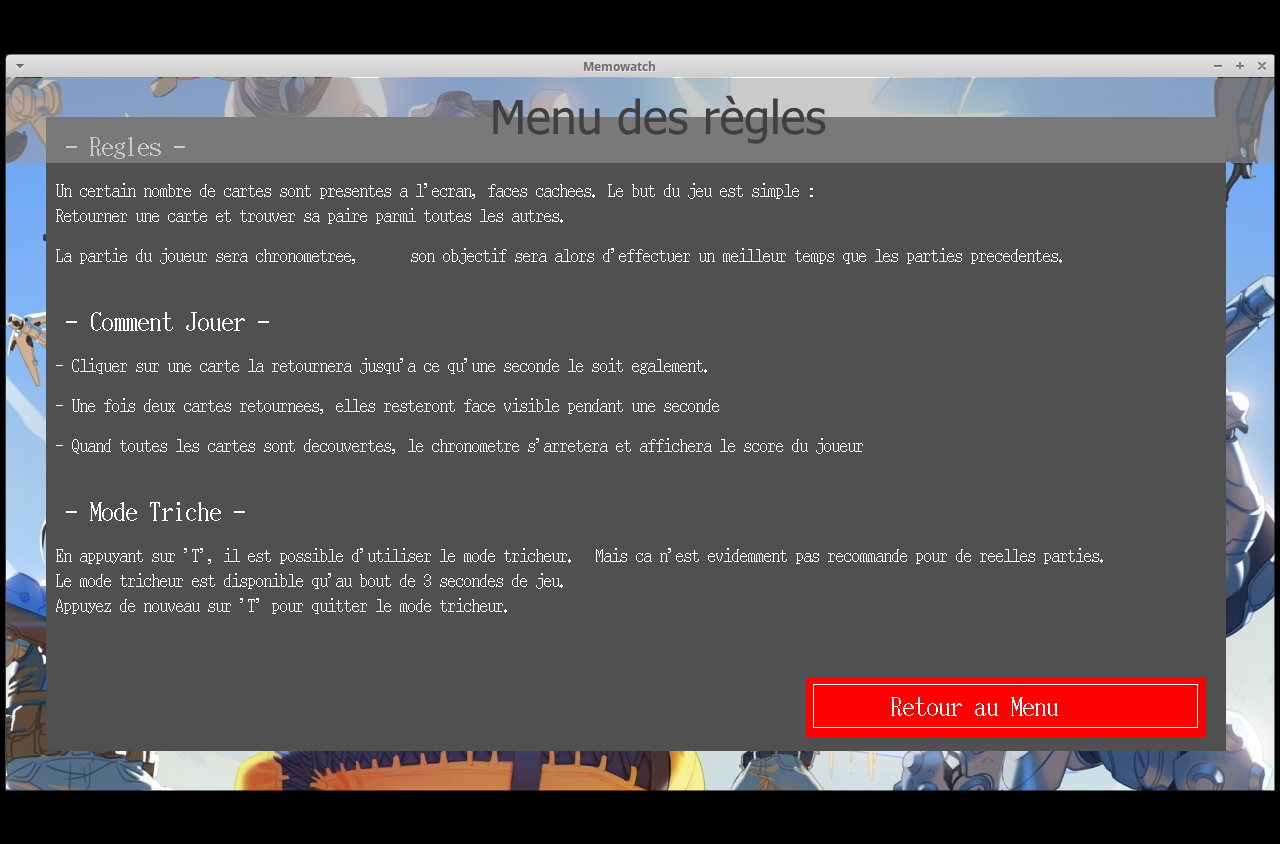 Memowatch
Menu des règles
- Regles -
Un certain nombre de cartes sont presentes a l'ecran, faces cachees. Le but du jeu est simple :
Retourner une carte et trouver sa paire parmi toutes les autres.
La partie du joueur sera chronometree, son objectif sera alors d'effectuer un meilleur temps que les parties precedentes.
- Comment Jouer -
- Cliquer sur une carte la retournera jusqu'a ce qu'une seconde le soit egalement.
- Une fois deux cartes retournees, elles resteront face visible pendant une seconde
- Quand toutes les cartes sont decouvertes, le chronometre s'arretera et affichera le score du joueur
- Mode Triche -
En appuyant sur 'T', il est possible d'utiliser le mode tricheur. Mais ca n'est evidemment pas recommande pour de reelles parties.
Le mode tricheur est disponible qu'au bout de 3 secondes de jeu.
Appuyez de nouveau sur 'T' pour quitter le mode tricheur.
Retour au Menu